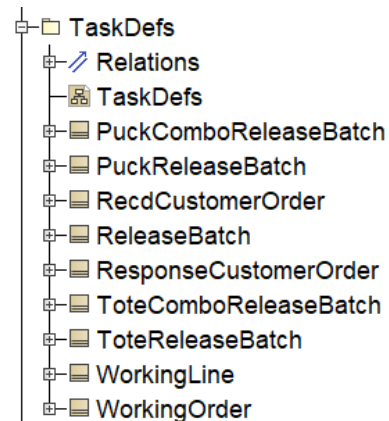 TaskDefs
Relations
TaskDefs
PuckComboReleaseBatch
PuckReleaseBatch
RecdCustomerOrder
ReleaseBatch
ResponseCustomerOrder
ToteComboReleaseBatch
ToteReleaseBatch
WorkingLine
WorkingOrder